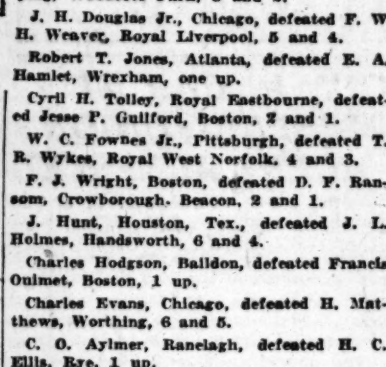 J. H. Douglas Jr., Chicago, defeated F. W
H. Weaver, Royal Liverpool, 5 and 4.
Robert T. Jones, Atlanta, defeated E. A
Hamlet, Wrexham, one up.
Cyril H. Tolley, Royal Eastbourne, defeat-
ed Jesse P. Guilford, Boston, 2 and 1.
W. C. Fownes Jr., Pittsburgh, defeated T.
R. Wykes, Royal West Norfolk, 4 and 3.
F. J. Wright, Boston, defeated D. F. Ran-
som, Crowborough. Beacon, 2 and 1.
J. Hunt, Houston, Tex., defeated J. L.
Holmes, Handsworth, 6 and 4.
Charles Hodgson, Baildon, defeated Francis
Ouimet, Boston, 1 up.
Charles Evans, Chicago, defeated H. Mat-
thews, Worthing, 6 and 5.
C. O. Aylmer, Ranelagh, defeated H. C.
Ellis, Rye, 1 up.